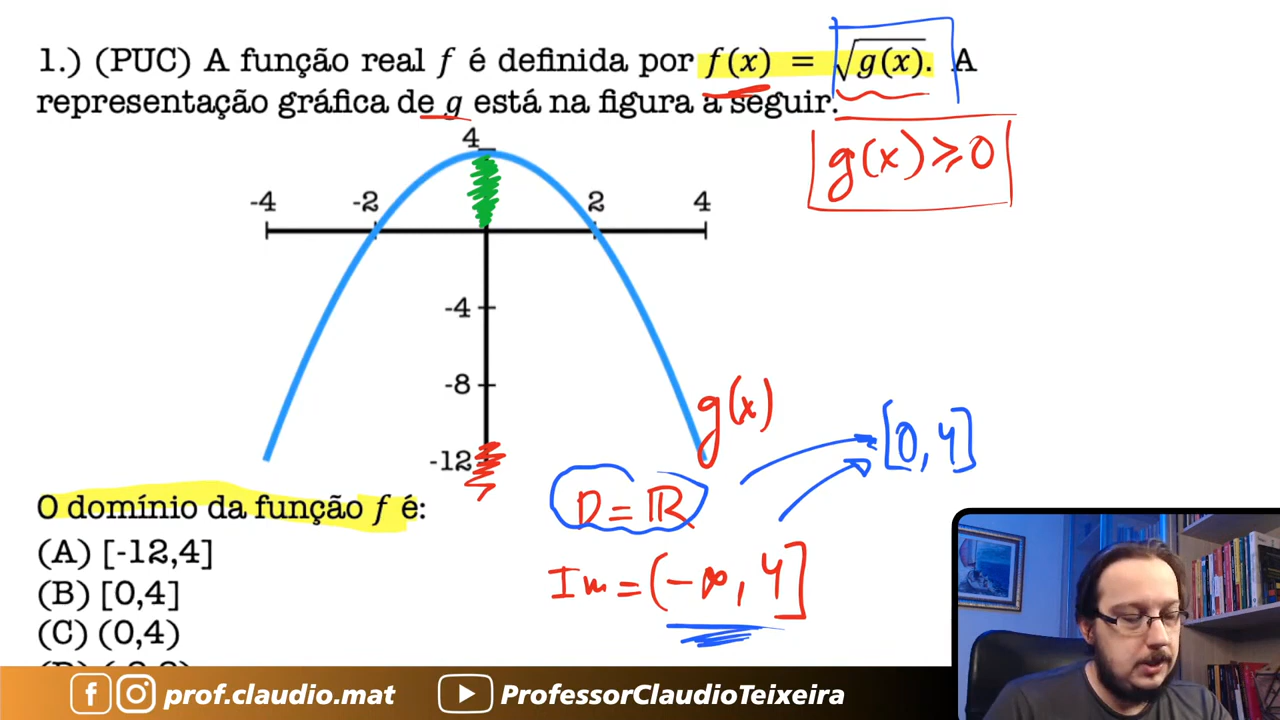 1.) (PUC) A função real f é definida por f(x) = √g(x). A
representação gráfica de g está na figura a seguir.
g(x) ≥ 0
4
-4 -2 2 4
-4
-8
-12
g(x)
[0,4]
D = ℝ
Im = (-∞, 4]
O domínio da função f é:
(A) [-12,4]
(B) [0,4]
(C) (0,4)
prof.claudio.mat
ProfessorClaudioTeixeira